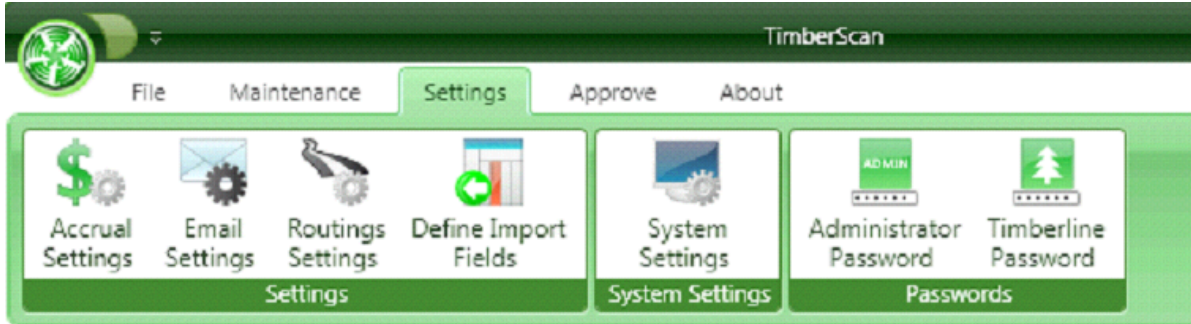 TimberScan
File Maintenance Settings Approve About
ADMIN
Accrual Settings Email Settings Routings Settings Define Import Fields System Settings Administrator Password Timberline Password
Settings System Settings Passwords